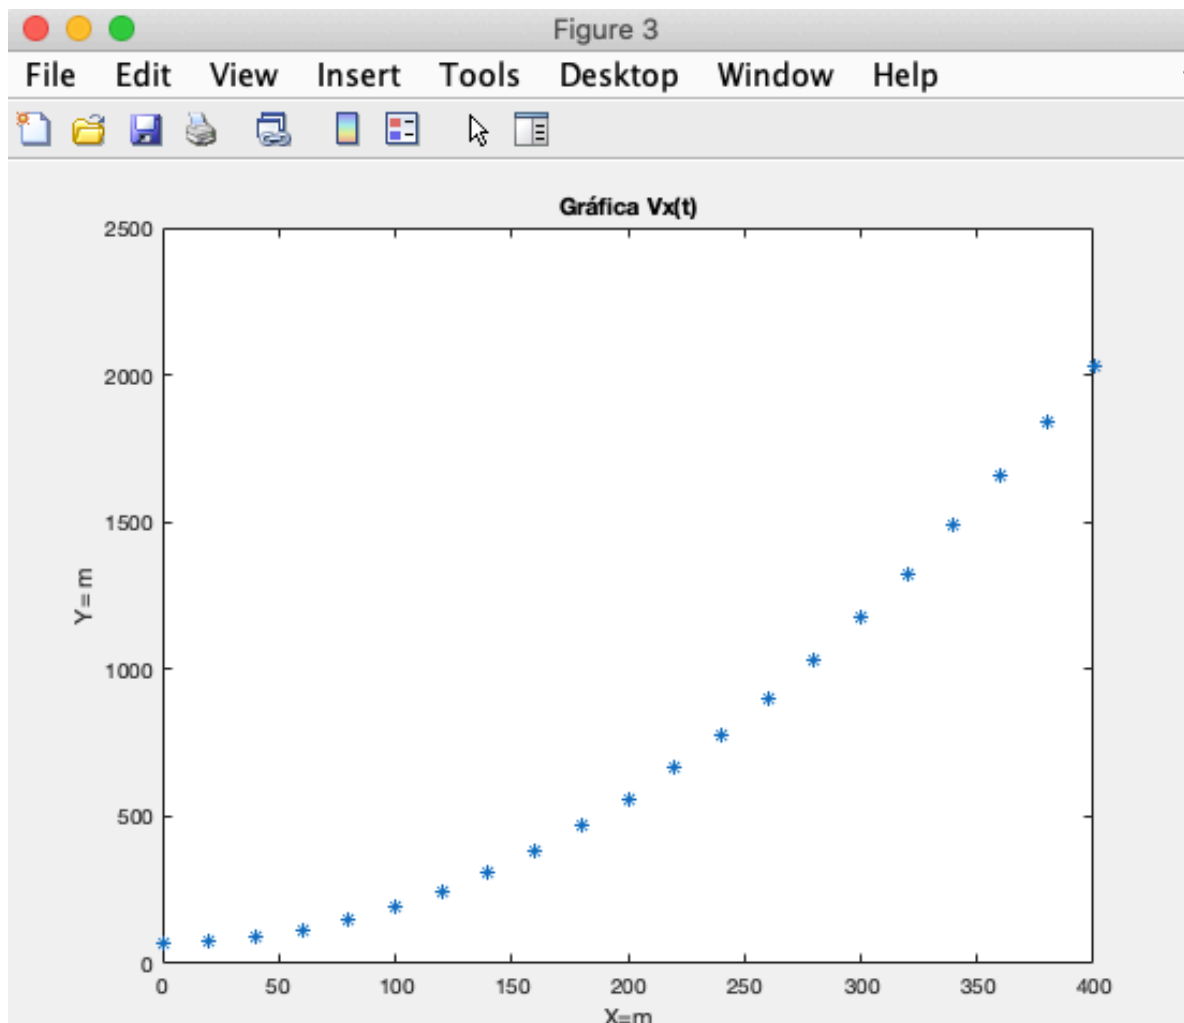 Figure 3
File Edit View Insert Tools Desktop Window Help
Gráfica Vx(t)
2500
2000
1500
1000
500
0
Y= m
0 50 100 150 200 250 300 350 400
X=m